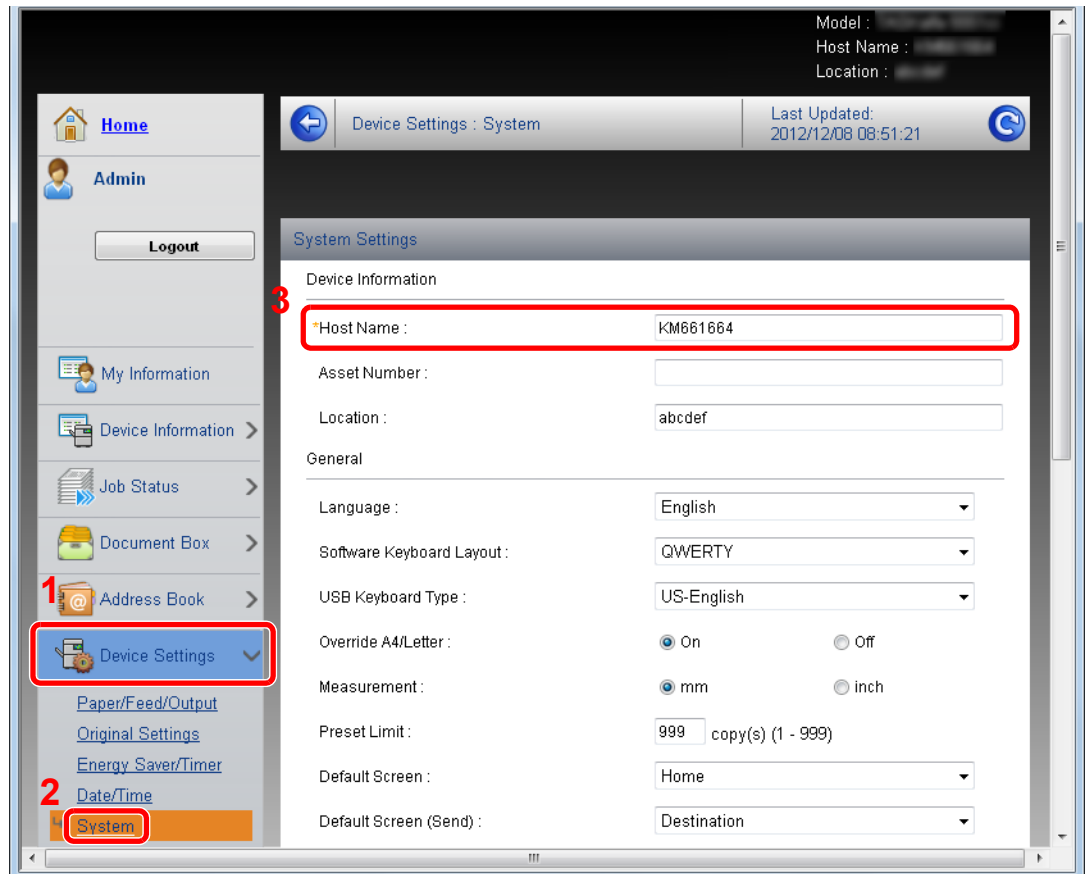 Model :
Host Name :
Location :
Home
Admin
Logout
My Information
Device Information
Job Status
Document Box
1
Address Book
Device Settings
Paper/Feed/Output
Original Settings
Energy Saver/Timer
2
Date/Time
System
Device Settings : System
Last Updated:
2012/12/08 08:51:21
System Settings
Device Information
3
*Host Name : KM661664
Asset Number :
Location : abcdef
General
Language : English
Software Keyboard Layout : QWERTY
USB Keyboard Type : US-English
Override A4/Letter : On Off
Measurement : mm inch
Preset Limit : 999 copy(s) (1 - 999)
Default Screen : Home
Default Screen (Send) : Destination